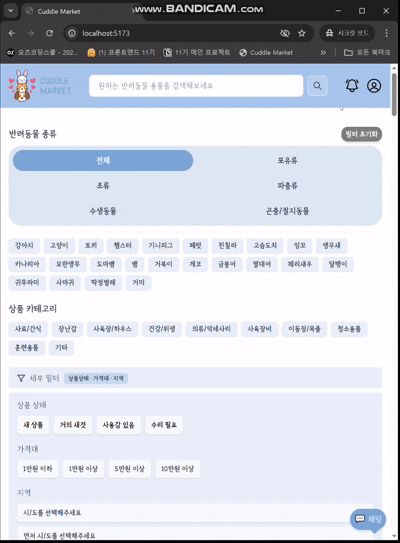 www.BANDICAM.com
Cuddle Market
localhost:5173
시크릿 모드
오즈코딩스쿨 - 202...
(1) 프론트엔드 11기
11기 메인 프로젝트
Cuddle Market
모든 북마크
CUDDLE
MARKET
원하는 반려동물 용품을 검색해보세요
반려동물 종류
필터 초기화
전체 포유류
조류 파충류
수생동물 곤충/절지동물
강아지 고양이 토끼 햄스터 기니피그 페럿 친칠라 고슴도치 잉꼬 앵무새
카나리아 모란앵무 도마뱀 뱀 거북이 게코 금붕어 열대어 체리새우 달팽이
귀뚜라미 사마귀 딱정벌레 거미
상품 카테고리
사료/간식 장난감 사육장/하우스 건강/위생 의류/악세사리 사육장비 이동장/목줄 청소용품
훈련용품 기타
세부 필터 상품상태 · 가격대 · 지역
상품 상태
새 상품 거의 새것 사용감 있음 수리 필요
가격대
1만원 이하 1만원 이상 5만원 이상 10만원 이상
지역
시/도를 선택해주세요
먼저 시/도를 선택해주세요
채팅